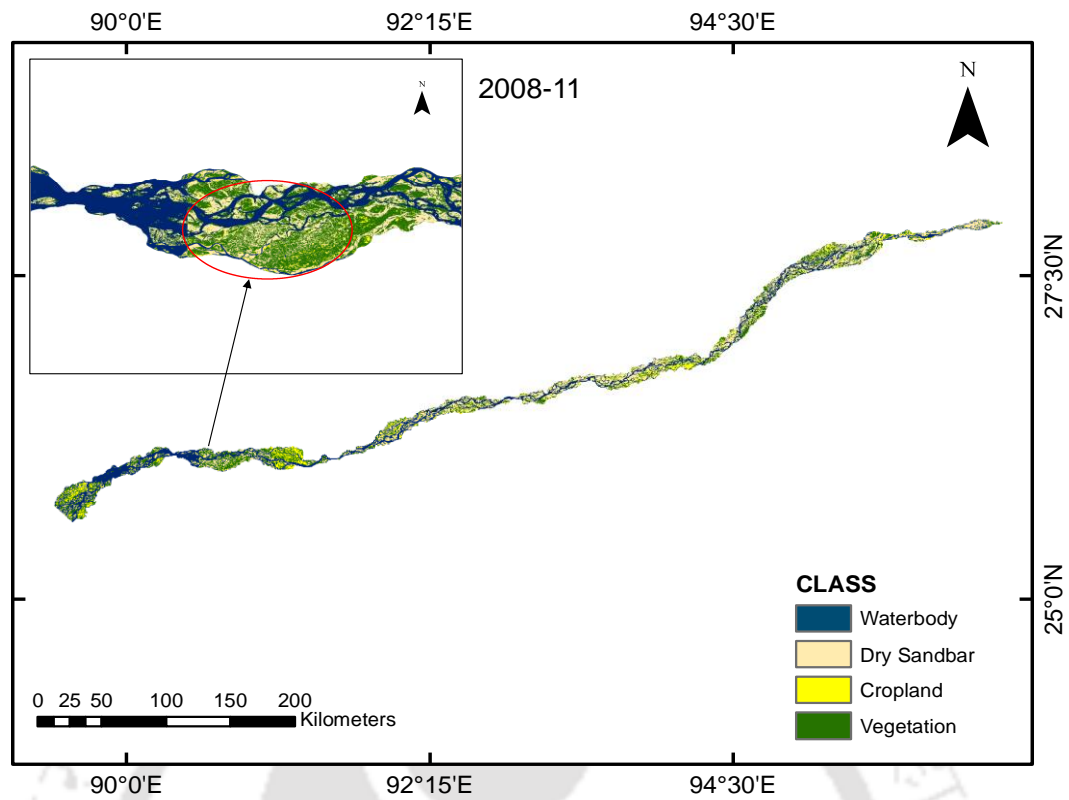 90°0'E 92°15'E 94°30'E
2008-11
N
N
27°30'N
25°0'N
CLASS
Waterbody
Dry Sandbar
Cropland
Vegetation
0 25 50 100 150 200
Kilometers
90°0'E 92°15'E 94°30'E